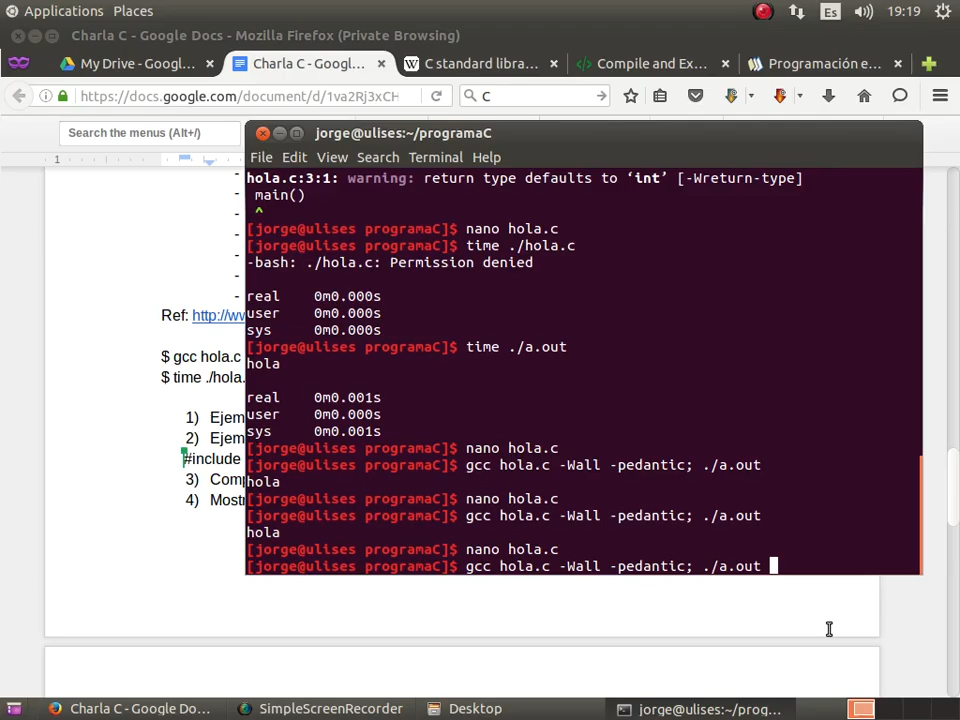 Applications Places Es 19:19
Charla C - Google Docs - Mozilla Firefox (Private Browsing)
My Drive - Googl... × Charla C - Googl... × C standard libra... × Compile and Ex... × Programación e... ×
https://docs.google.com/document/d/1va2Rj3xCH C
Search the menus (Alt+/)
jorge@ulises:~/programaC
1
File Edit View Search Terminal Help
hola.c:3:1: warning: return type defaults to ‘int’ [-Wreturn-type]
main()
^
[jorge@ulises programaC]$ nano hola.c
[jorge@ulises programaC]$ time ./hola.c
-bash: ./hola.c: Permission denied
real 0m0.000s
user 0m0.000s
sys 0m0.000s
[jorge@ulises programaC]$ time ./a.out
hola
real 0m0.001s
user 0m0.000s
sys 0m0.001s
[jorge@ulises programaC]$ nano hola.c
[jorge@ulises programaC]$ gcc hola.c -Wall -pedantic; ./a.out
hola
[jorge@ulises programaC]$ nano hola.c
[jorge@ulises programaC]$ gcc hola.c -Wall -pedantic; ./a.out
hola
[jorge@ulises programaC]$ nano hola.c
[jorge@ulises programaC]$ gcc hola.c -Wall -pedantic; ./a.out
-
-
-
-
-
-
-
Ref: http://ww
$ gcc hola.c
$ time ./hola.
1) Ejem
2) Ejem
#include
3) Comp
4) Mostr
Charla C - Google Do... SimpleScreenRecorder Desktop jorge@ulises:~/prog...